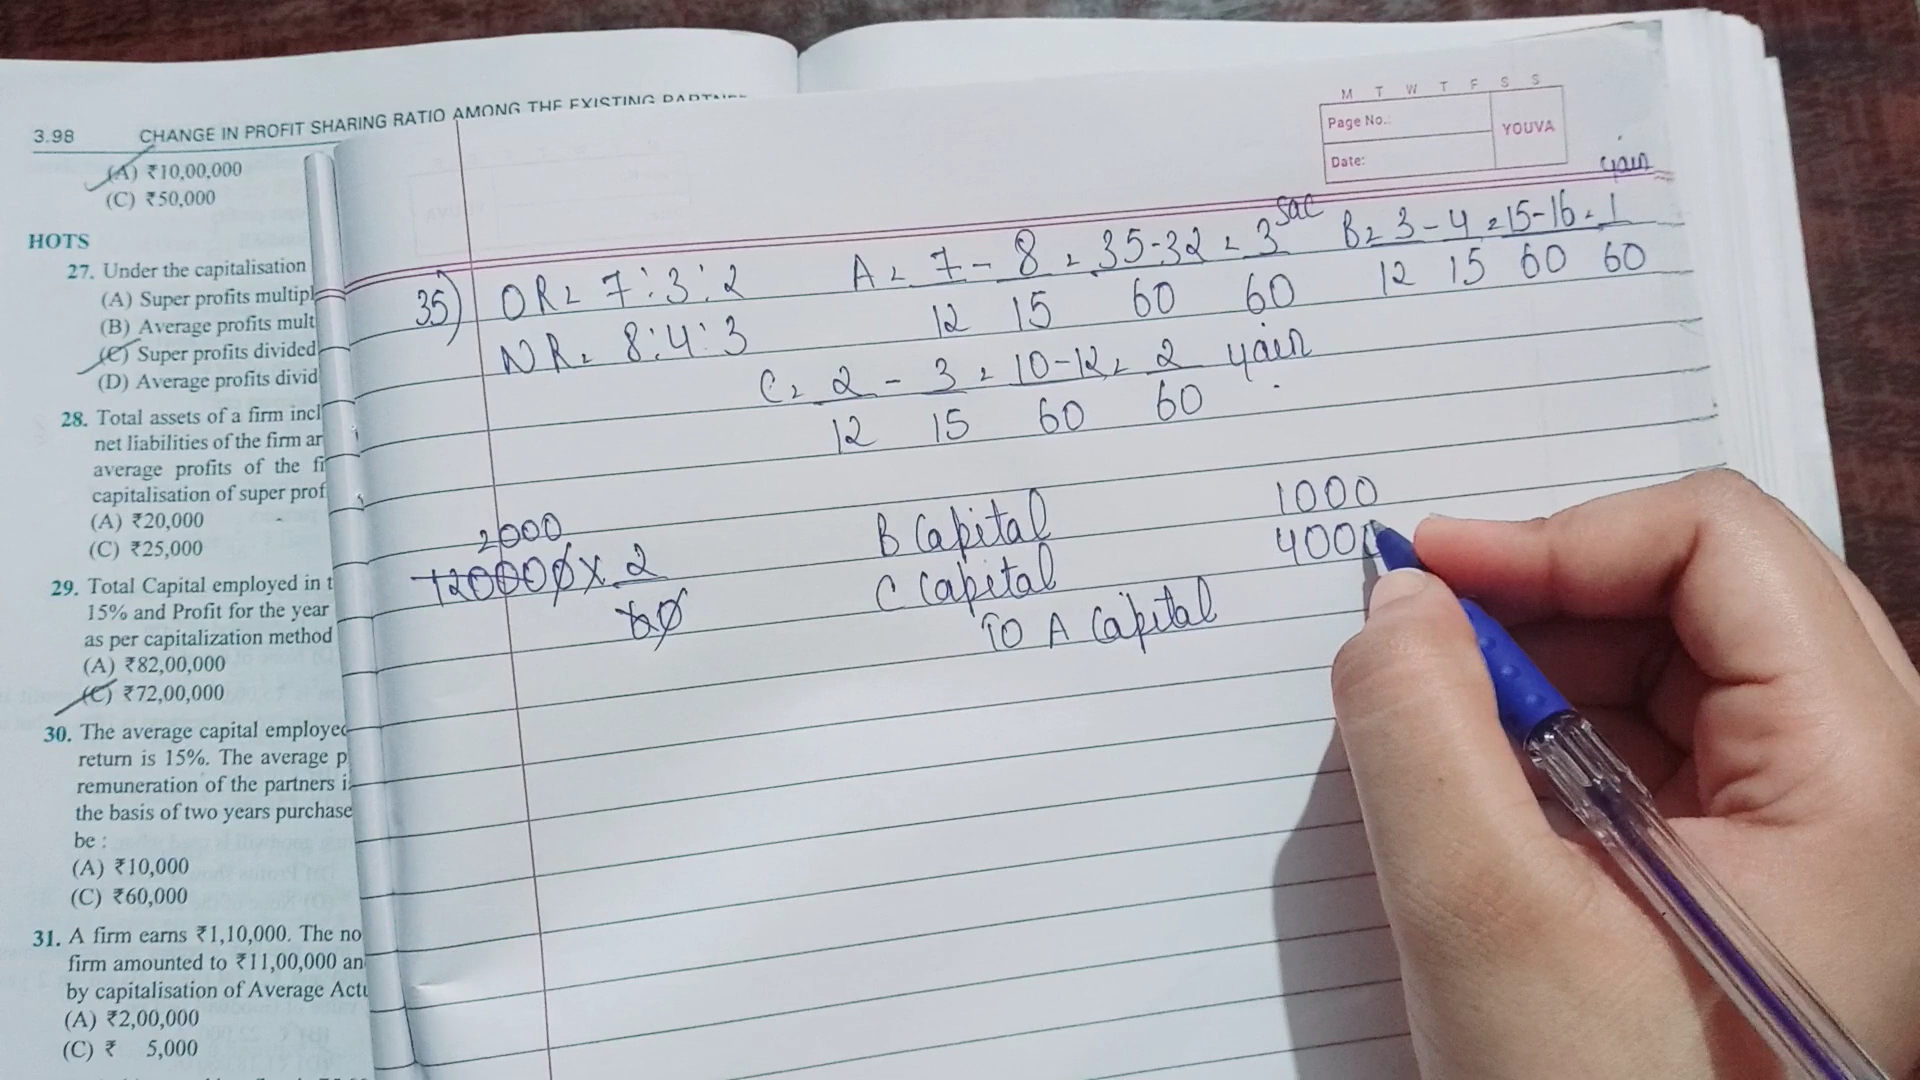 3.98 CHANGE IN PROFIT SHARING RATIO AMONG THE EXISTING
(A) ₹10,00,000
(C) ₹50,000
HOTS
27. Under the capitalisation
(A) Super profits multipl
(B) Average profits mult
(C) Super profits divided
(D) Average profits divid
28. Total assets of a firm incl
net liabilities of the firm ar
average profits of the fi
capitalisation of super prof
(A) ₹20,000
(C) ₹25,000
29. Total Capital employed in t
15% and Profit for the year
as per capitalization method
(A) ₹82,00,000
(C) ₹72,00,000
30. The average capital employed
return is 15%. The average p
remuneration of the partners i
the basis of two years purchase
be :
(A) ₹10,000
(C) ₹60,000
31. A firm earns ₹1,10,000. The no
firm amounted to ₹11,00,000 an
by capitalisation of Average Actu
(A) ₹2,00,000
(C) ₹ 5,000
M T W T F S S
Page No.:
Date:
YOUVA
35) OR = 7:3:2 A = 7/12 - 8/15 = 35-32/60 = 3/60 sac B = 3/12 - 4/15 = 15-16/60 = 1/60 gain
NR = 8:4:3
C = 2/12 - 3/15 = 10-12/60 = 2/60 gain
2000
120000 x 2/60
B Capital 1000
C Capital 4000
To A Capital